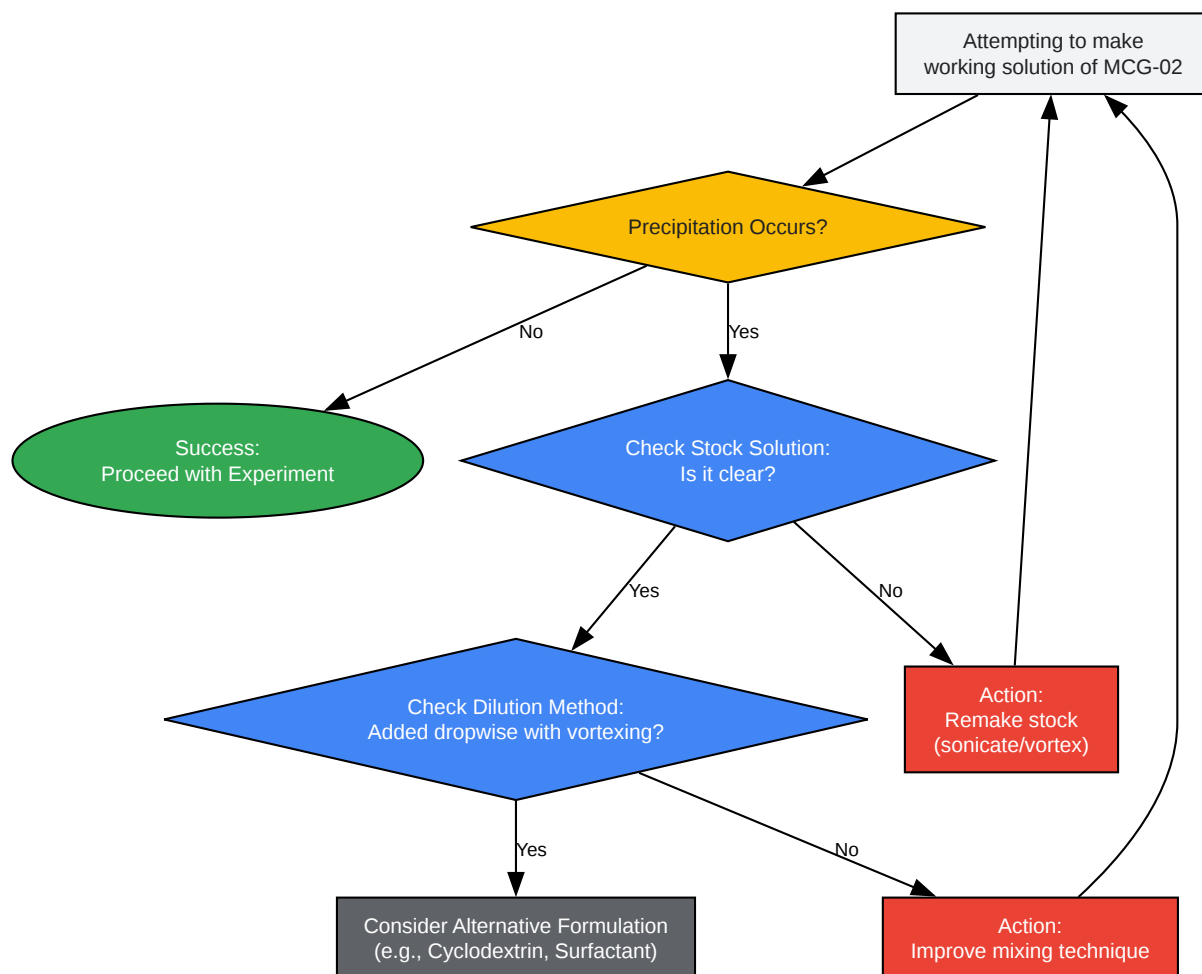 Attempting to make
working solution of MCG-02
Precipitation Occurs?
No
Yes
Success:
Proceed with Experiment
Check Stock Solution:
Is it clear?
Yes
No
Check Dilution Method:
Added dropwise with vortexing?
Action:
Remake stock
(sonicate/vortex)
Yes
No
Consider Alternative Formulation
(e.g., Cyclodextrin, Surfactant)
Action:
Improve mixing technique